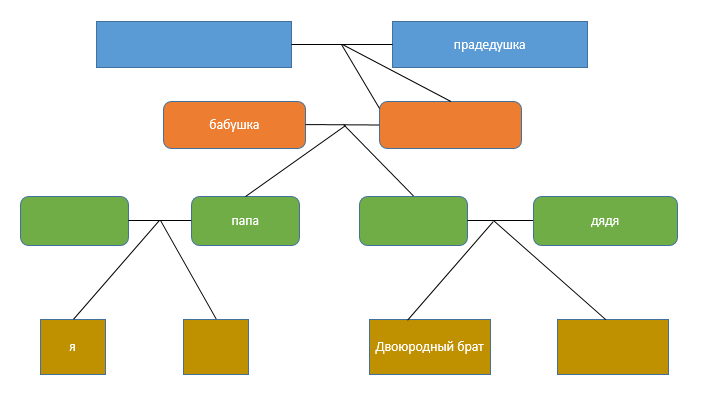 прадедушка
бабушка
папа
дядя
я
Двоюродный брат